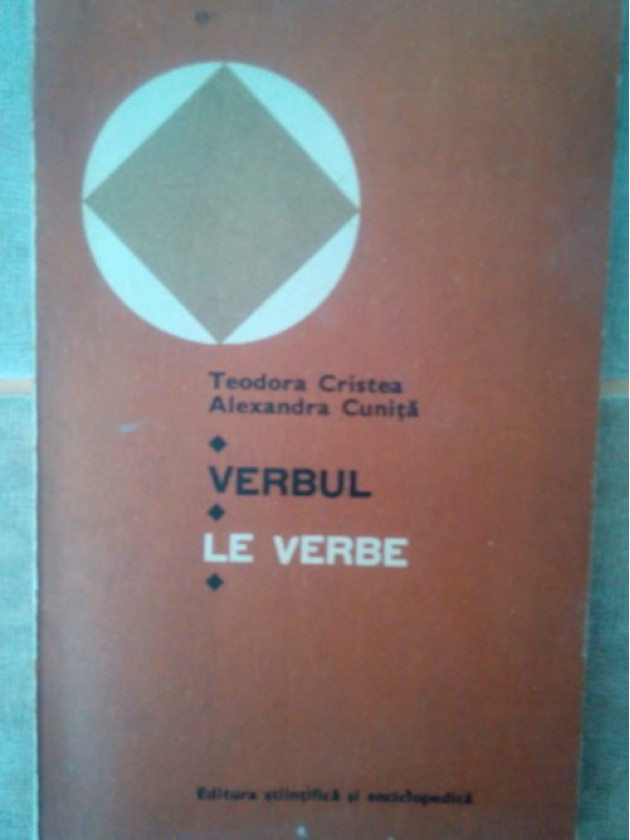 Teodora Cristea
Alexandra Cuniță
VERBUL
LE VERBE
Editura științifică și enciclopedică